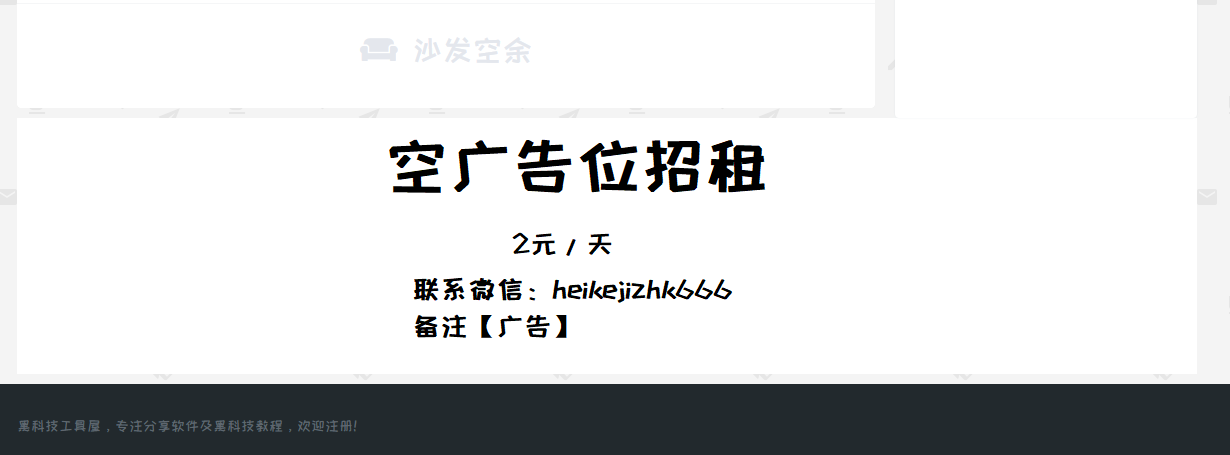 沙发空余
空广告位招租
2元 / 天
联系微信：heikejizhk666
备注【广告】
黑科技工具屋，专注分享软件及黑科技教程，欢迎注册!